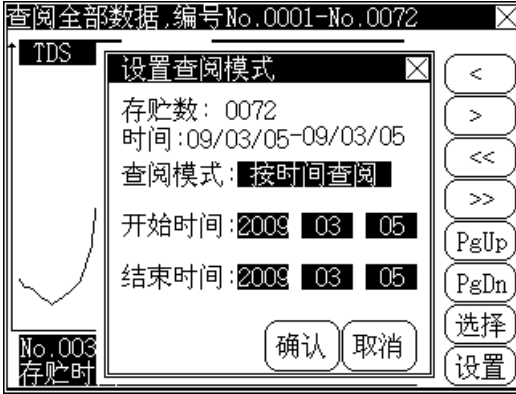 查阅全部数据,编号No.0001-No.0072
TDS
设置查阅模式
存贮数: 0072
时间:09/03/05-09/03/05
查阅模式: 按时间查阅
开始时间:2009 03 05
结束时间:2009 03 05
确认 取消
<
>
<<
>>
PgUp
PgDn
选择
设置
No.003
存贮时